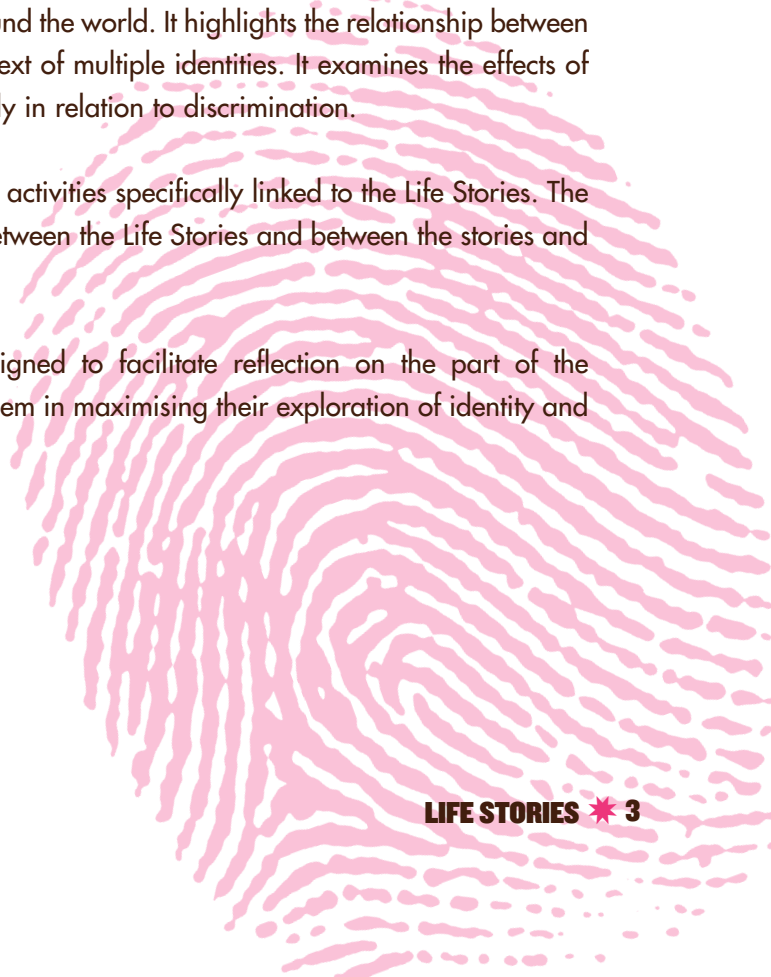 und the world. It highlights the relationship between
ext of multiple identities. It examines the effects of
ly in relation to discrimination.
activities specifically linked to the Life Stories. The
etween the Life Stories and between the stories and
igned to facilitate reflection on the part of the
em in maximising their exploration of identity and
LIFE STORIES 3